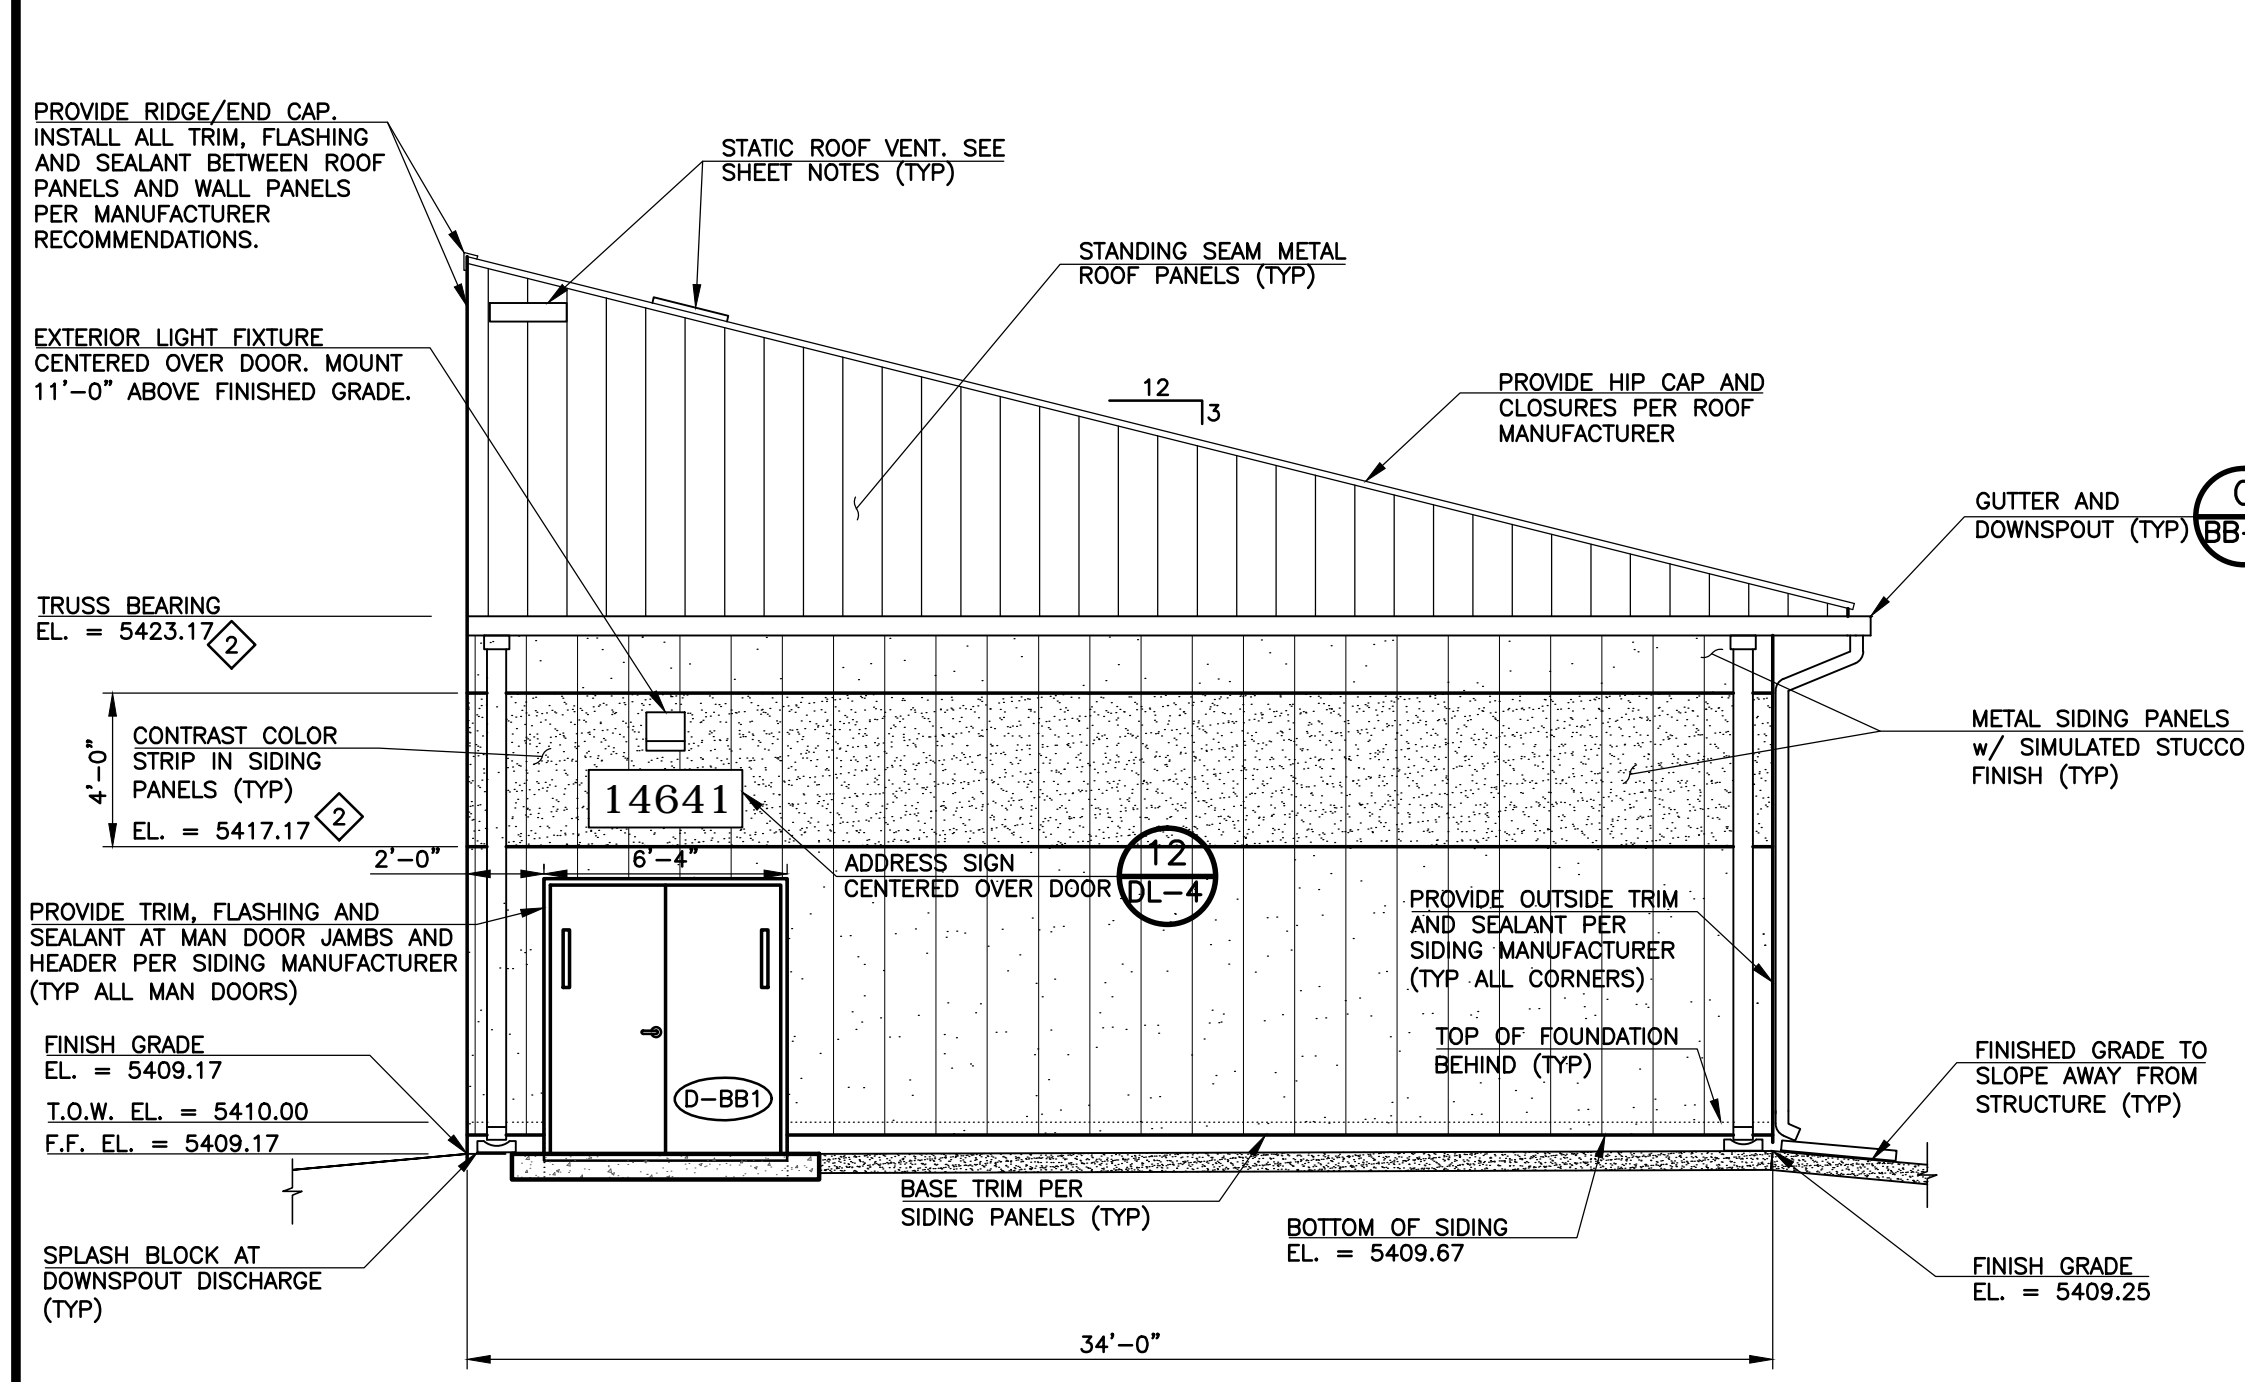 PROVIDE RIDGE/END CAP.
INSTALL ALL TRIM, FLASHING
AND SEALANT BETWEEN ROOF
PANELS AND WALL PANELS
PER MANUFACTURER
RECOMMENDATIONS.
STATIC ROOF VENT. SEE
SHEET NOTES (TYP)
STANDING SEAM METAL
ROOF PANELS (TYP)
EXTERIOR LIGHT FIXTURE
CENTERED OVER DOOR. MOUNT
11'-0" ABOVE FINISHED GRADE.
12
3
PROVIDE HIP CAP AND
CLOSURES PER ROOF
MANUFACTURER
GUTTER AND
DOWNSPOUT (TYP)
BB-
TRUSS BEARING
EL. = 5423.17
2
4'-0"
CONTRAST COLOR
STRIP IN SIDING
PANELS (TYP)
EL. = 5417.17
2
METAL SIDING PANELS
w/ SIMULATED STUCCO
FINISH (TYP)
14641
2'-0"
6'-4"
ADDRESS SIGN
CENTERED OVER DOOR
12
DL-4
PROVIDE TRIM, FLASHING AND
SEALANT AT MAN DOOR JAMBS AND
HEADER PER SIDING MANUFACTURER
(TYP ALL MAN DOORS)
PROVIDE OUTSIDE TRIM
AND SEALANT PER
SIDING MANUFACTURER
(TYP ALL CORNERS)
TOP OF FOUNDATION
BEHIND (TYP)
FINISH GRADE
EL. = 5409.17
T.O.W. EL. = 5410.00
F.F. EL. = 5409.17
D-BB1
FINISHED GRADE TO
SLOPE AWAY FROM
STRUCTURE (TYP)
BASE TRIM PER
SIDING PANELS (TYP)
BOTTOM OF SIDING
EL. = 5409.67
SPLASH BLOCK AT
DOWNSPOUT DISCHARGE
(TYP)
FINISH GRADE
EL. = 5409.25
34'-0"